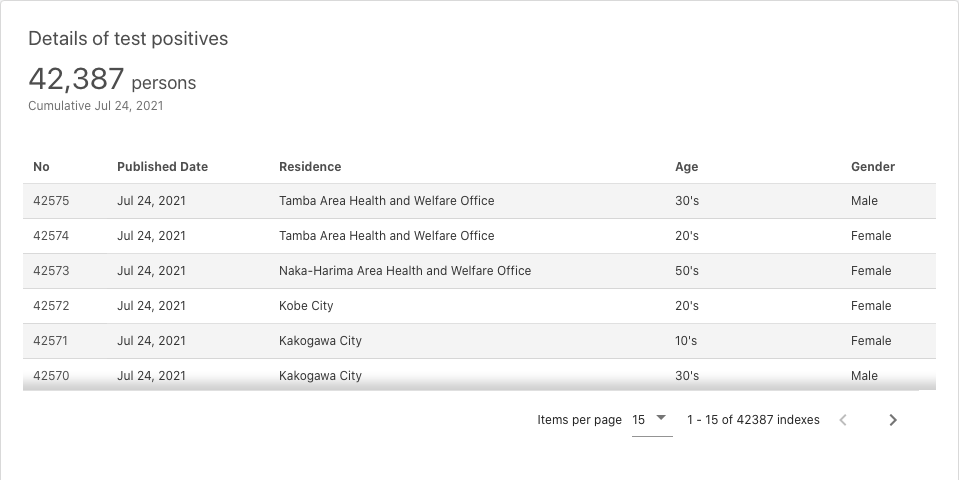 Details of test positives
42,387 persons
Cumulative Jul 24, 2021
No Published Date Residence Age Gender
42575 Jul 24, 2021 Tamba Area Health and Welfare Office 30's Male
42574 Jul 24, 2021 Tamba Area Health and Welfare Office 20's Female
42573 Jul 24, 2021 Naka-Harima Area Health and Welfare Office 50's Female
42572 Jul 24, 2021 Kobe City 20's Female
42571 Jul 24, 2021 Kakogawa City 10's Female
42570 Jul 24, 2021 Kakogawa City 30's Male
Items per page 15 1 - 15 of 42387 indexes